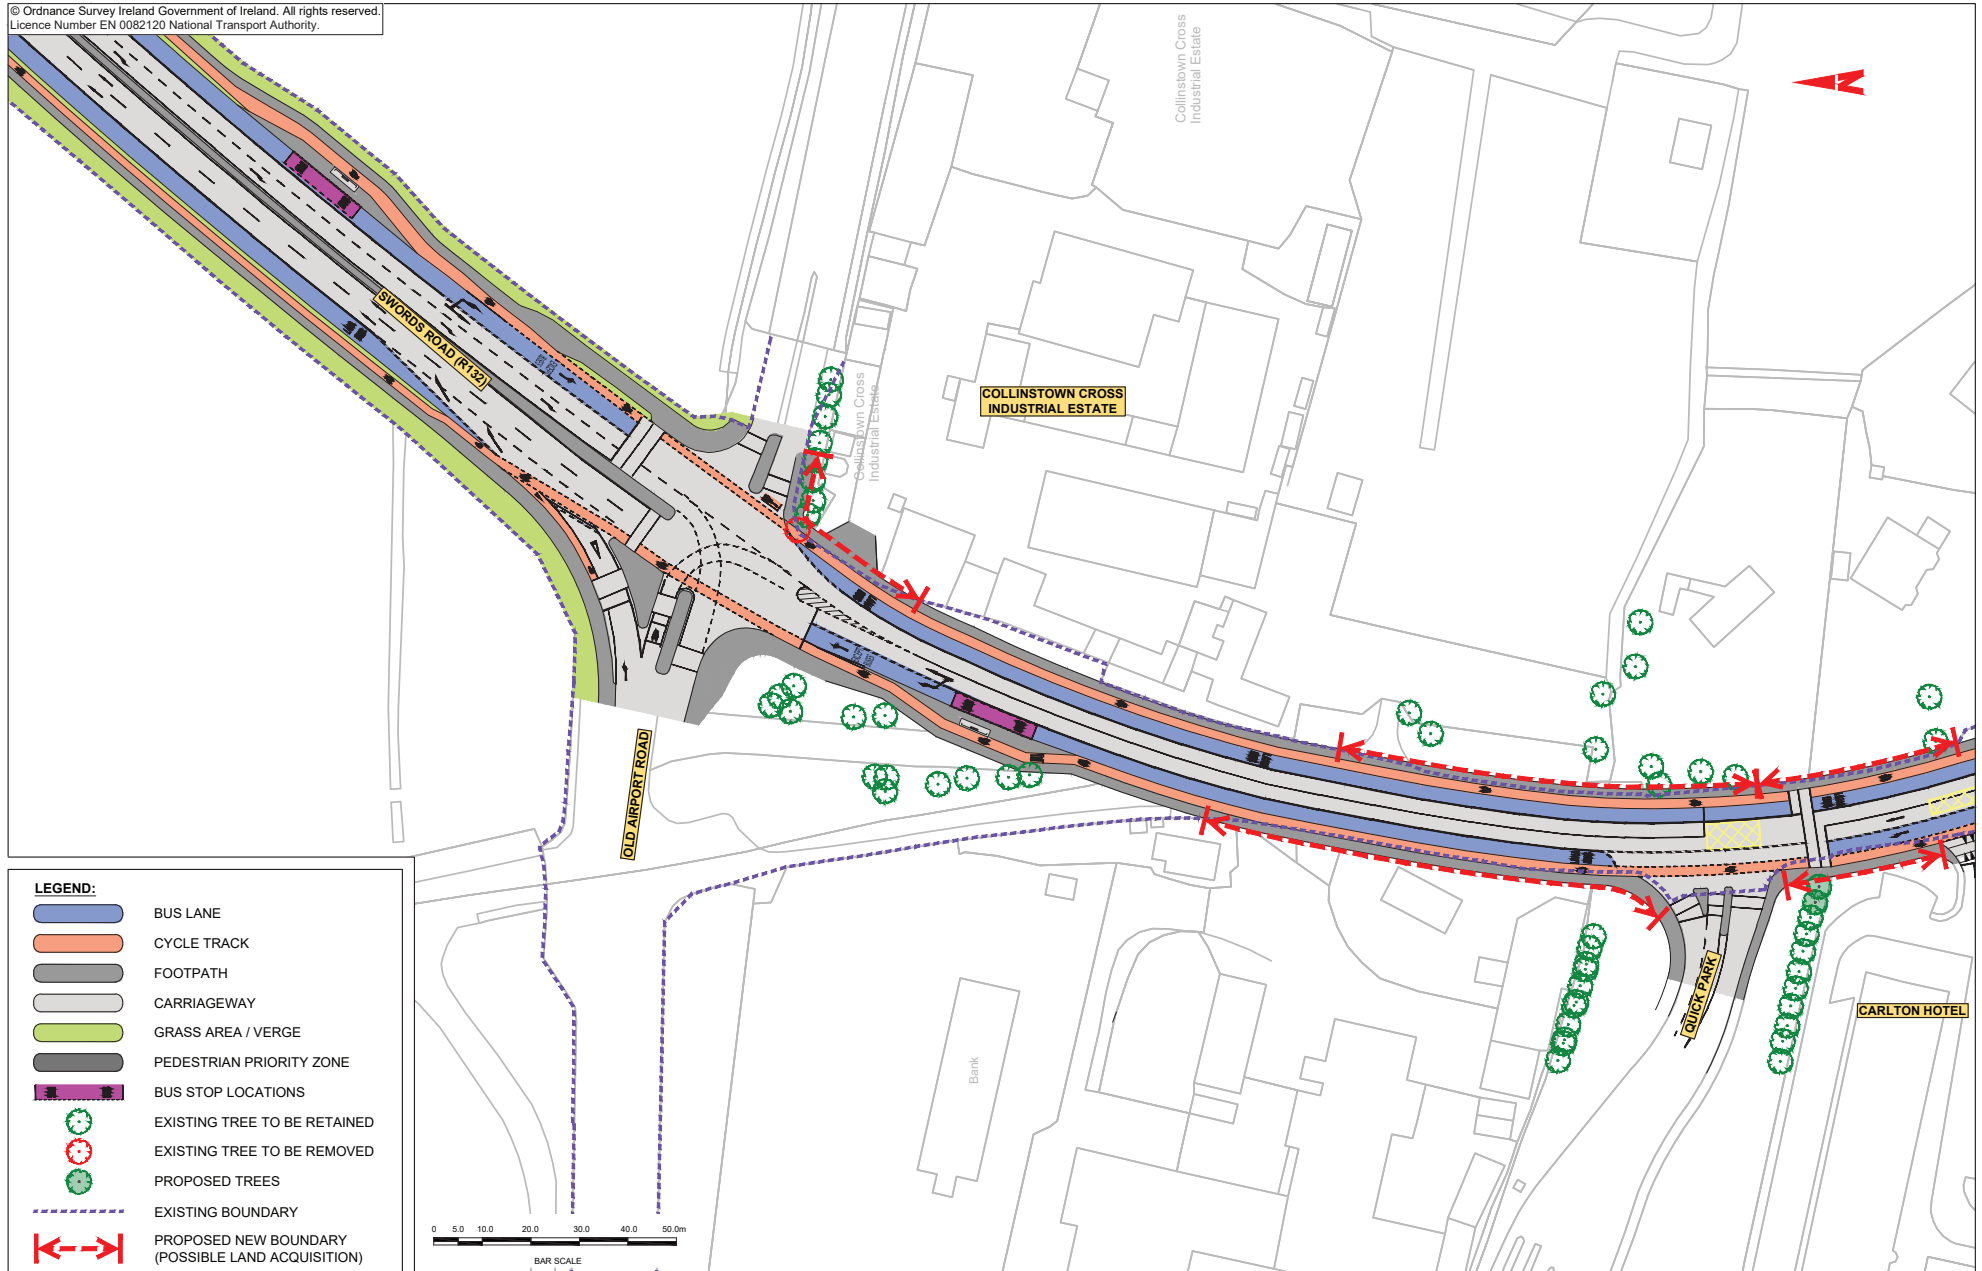 © Ordnance Survey Ireland Government of Ireland. All rights reserved.
Licence Number EN 0082120 National Transport Authority.
Collinstown Cross
Industrial Estate
N
SWORDS ROAD (R132)
COLLINSTOWN CROSS
INDUSTRIAL ESTATE
Collinstown Cross
Industrial Estate
OLD AIRPORT ROAD
QUICK PARK
CARLTON HOTEL
Bank
LEGEND:
BUS LANE
CYCLE TRACK
FOOTPATH
CARRIAGEWAY
GRASS AREA / VERGE
PEDESTRIAN PRIORITY ZONE
BUS STOP LOCATIONS
EXISTING TREE TO BE RETAINED
EXISTING TREE TO BE REMOVED
PROPOSED TREES
EXISTING BOUNDARY
PROPOSED NEW BOUNDARY
(POSSIBLE LAND ACQUISITION)
0 5.0 10.0 20.0 30.0 40.0 50.0m
BAR SCALE